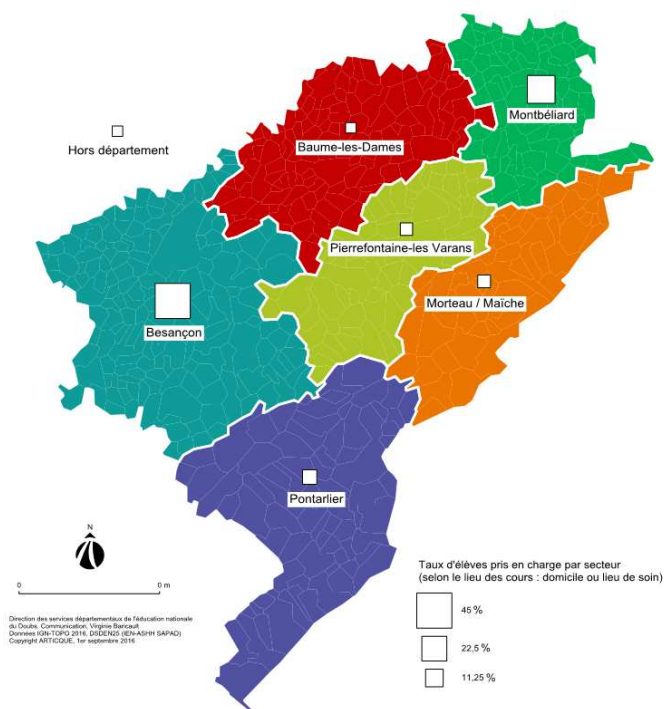 Montbéliard
Hors département
Baume-les-Dames
Pierrefontaine-les Varans
Morteau / Maîche
Besançon
Pontarlier
N
0 0 m
Taux d'élèves pris en charge par secteur
(selon le lieu des cours : domicile ou lieu de soin)
45 %
22,5 %
11,25 %
Direction des services départementaux de l'éducation nationale
du Doubs. Communication, Virginie Bancault
Données IGN-TOPO 2016, DSDEN25 (IEN-ASHH SAPAD)
Copyright ARTICQUE, 1er septembre 2016